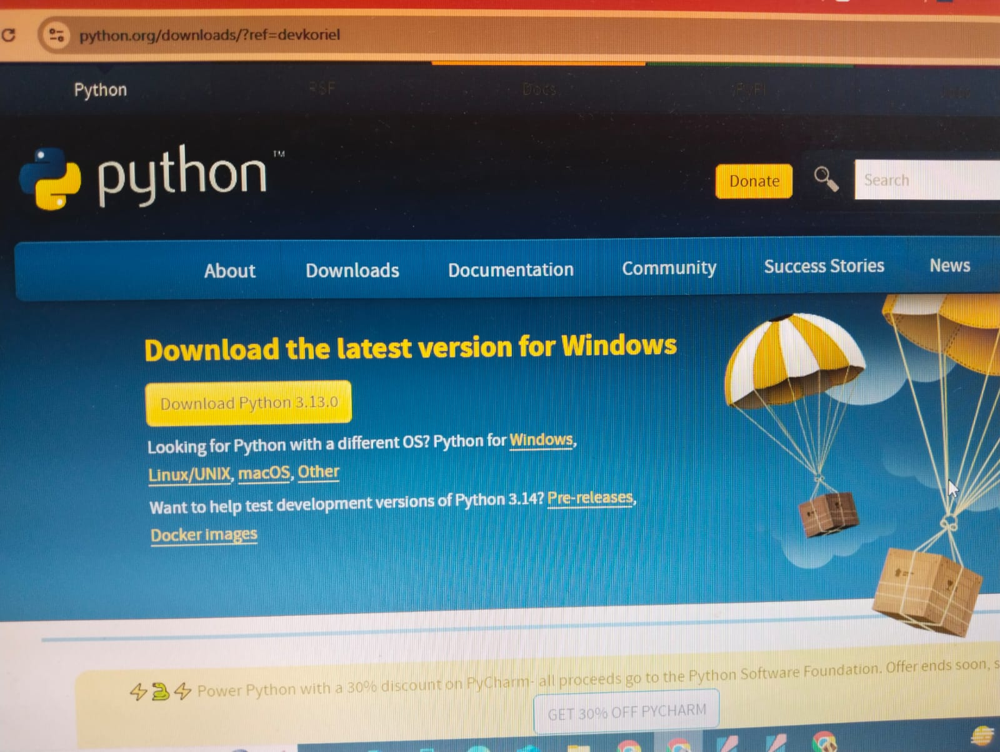 python.org/downloads/?ref=devkoriel
Python PSF Docs PyPI
python™
Donate Search
About Downloads Documentation Community Success Stories News
Download the latest version for Windows
Download Python 3.13.0
Looking for Python with a different OS? Python for Windows,
Linux/UNIX, macOS, Other
Want to help test development versions of Python 3.14? Pre-releases,
Docker images
Power Python with a 30% discount on PyCharm- all proceeds go to the Python Software Foundation. Offer ends soon, s
GET 30% OFF PYCHARM